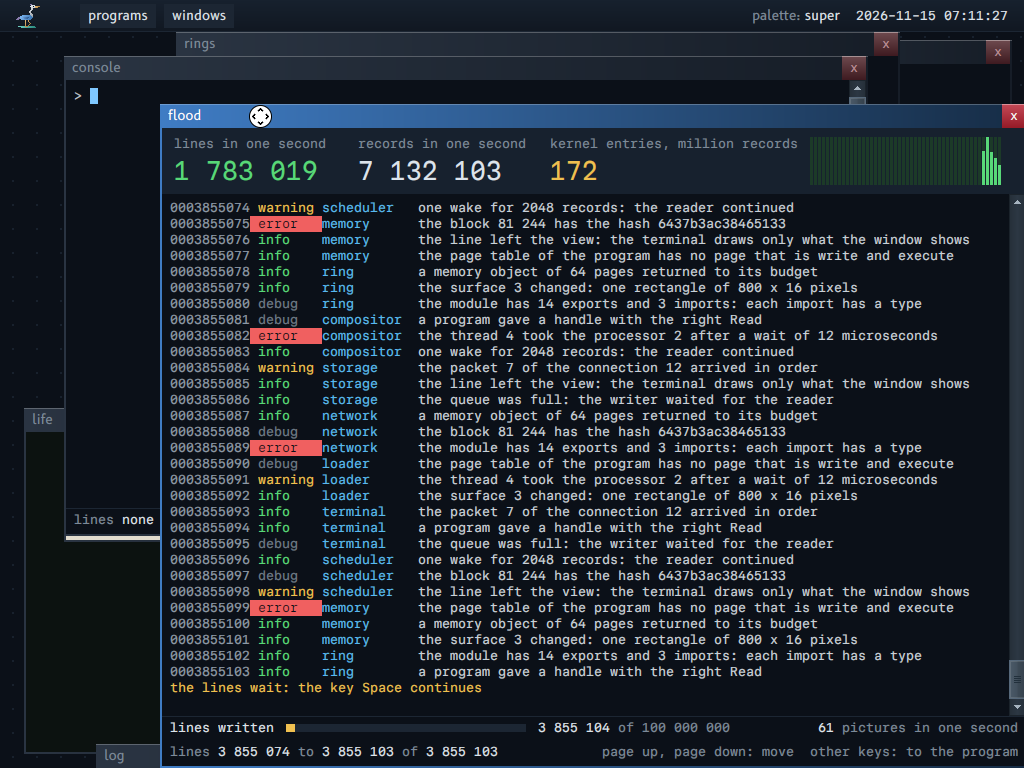 programs windows palette: super 2026-11-15 07:11:27
rings x
x
console x
>
flood x
lines in one second records in one second kernel entries, million records
1 783 019 7 132 103 172
0003855074 warning scheduler one wake for 2048 records: the reader continued
0003855075 error memory the block 81 244 has the hash 6437b3ac38465133
0003855076 info memory the line left the view: the terminal draws only what the window shows
0003855077 info memory the page table of the program has no page that is write and execute
0003855078 info ring a memory object of 64 pages returned to its budget
0003855079 info ring the surface 3 changed: one rectangle of 800 x 16 pixels
0003855080 debug ring the module has 14 exports and 3 imports: each import has a type
0003855081 debug compositor a program gave a handle with the right Read
0003855082 error compositor the thread 4 took the processor 2 after a wait of 12 microseconds
0003855083 info compositor one wake for 2048 records: the reader continued
0003855084 warning storage the packet 7 of the connection 12 arrived in order
0003855085 info storage the line left the view: the terminal draws only what the window shows
0003855086 info storage the queue was full: the writer waited for the reader
0003855087 info network a memory object of 64 pages returned to its budget
0003855088 debug network the block 81 244 has the hash 6437b3ac38465133
0003855089 error network the module has 14 exports and 3 imports: each import has a type
0003855090 debug loader the page table of the program has no page that is write and execute
0003855091 warning loader the thread 4 took the processor 2 after a wait of 12 microseconds
0003855092 info loader the surface 3 changed: one rectangle of 800 x 16 pixels
0003855093 info terminal the packet 7 of the connection 12 arrived in order
0003855094 info terminal a program gave a handle with the right Read
0003855095 debug terminal the queue was full: the writer waited for the reader
0003855096 info scheduler one wake for 2048 records: the reader continued
0003855097 debug scheduler the block 81 244 has the hash 6437b3ac38465133
0003855098 warning scheduler the line left the view: the terminal draws only what the window shows
0003855099 error memory the page table of the program has no page that is write and execute
0003855100 info memory a memory object of 64 pages returned to its budget
0003855101 info memory the surface 3 changed: one rectangle of 800 x 16 pixels
0003855102 info ring the module has 14 exports and 3 imports: each import has a type
0003855103 info ring a program gave a handle with the right Read
the lines wait: the key Space continues
lines written 3 855 104 of 100 000 000 61 pictures in one second
lines 3 855 074 to 3 855 103 of 3 855 103 page up, page down: move other keys: to the program
life
lines none
log